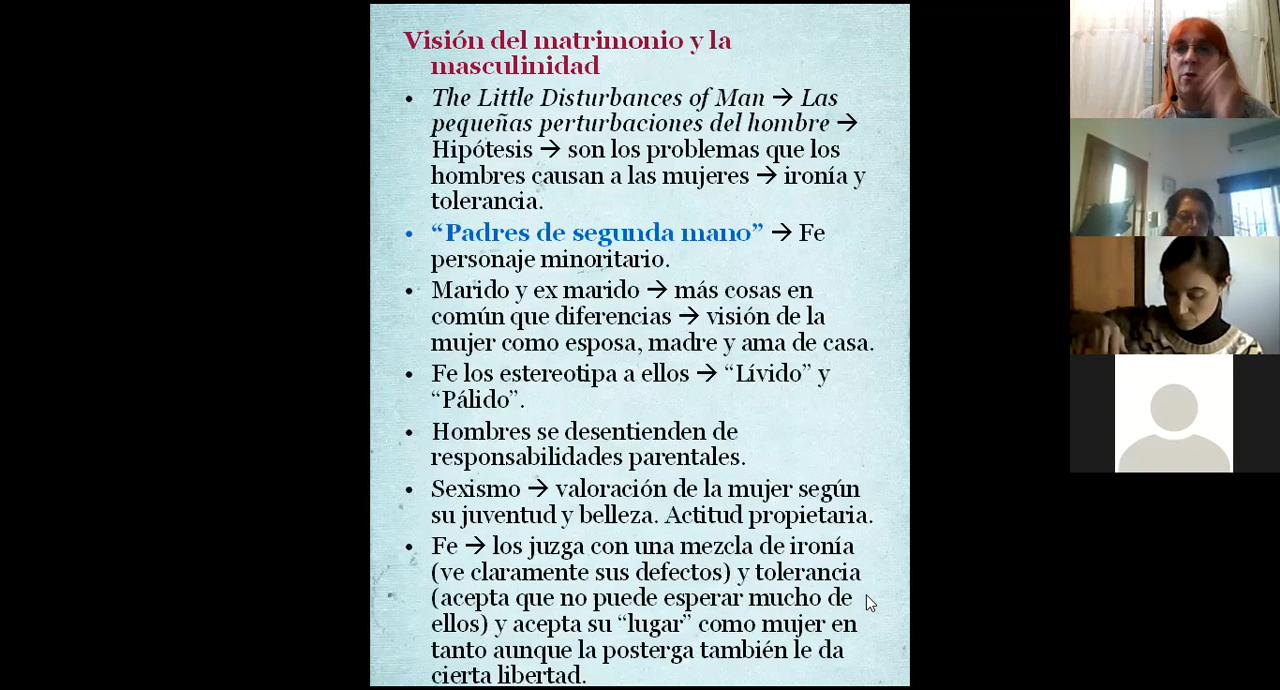 Visión del matrimonio y la
masculinidad
• The Little Disturbances of Man → Las
pequeñas perturbaciones del hombre →
Hipótesis → son los problemas que los
hombres causan a las mujeres → ironía y
tolerancia.
• “Padres de segunda mano” → Fe
personaje minoritario.
• Marido y ex marido → más cosas en
común que diferencias → visión de la
mujer como esposa, madre y ama de casa.
• Fe los estereotipa a ellos → “Lívido” y
“Pálido”.
• Hombres se desentienden de
responsabilidades parentales.
• Sexismo → valoración de la mujer según
su juventud y belleza. Actitud propietaria.
• Fe → los juzga con una mezcla de ironía
(ve claramente sus defectos) y tolerancia
(acepta que no puede esperar mucho de
ellos) y acepta su “lugar” como mujer en
tanto aunque la posterga también le da
cierta libertad.